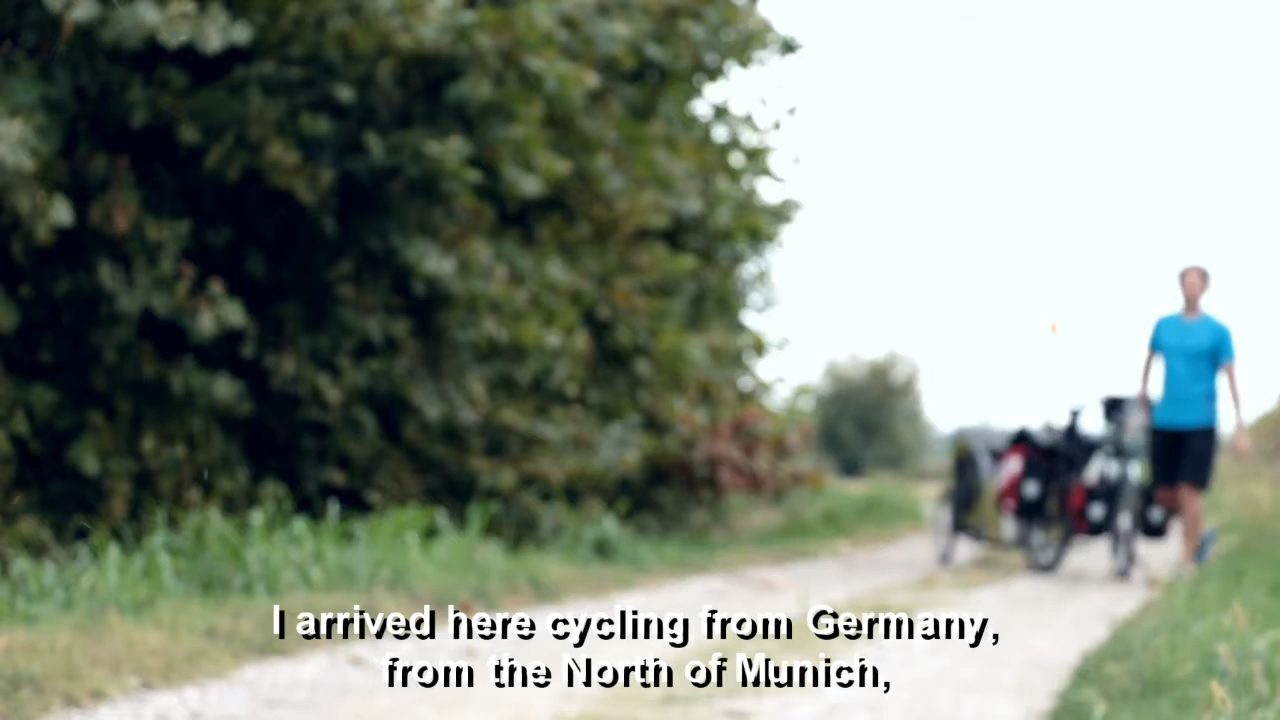 I arrived here cycling from Germany,
from the North of Munich,